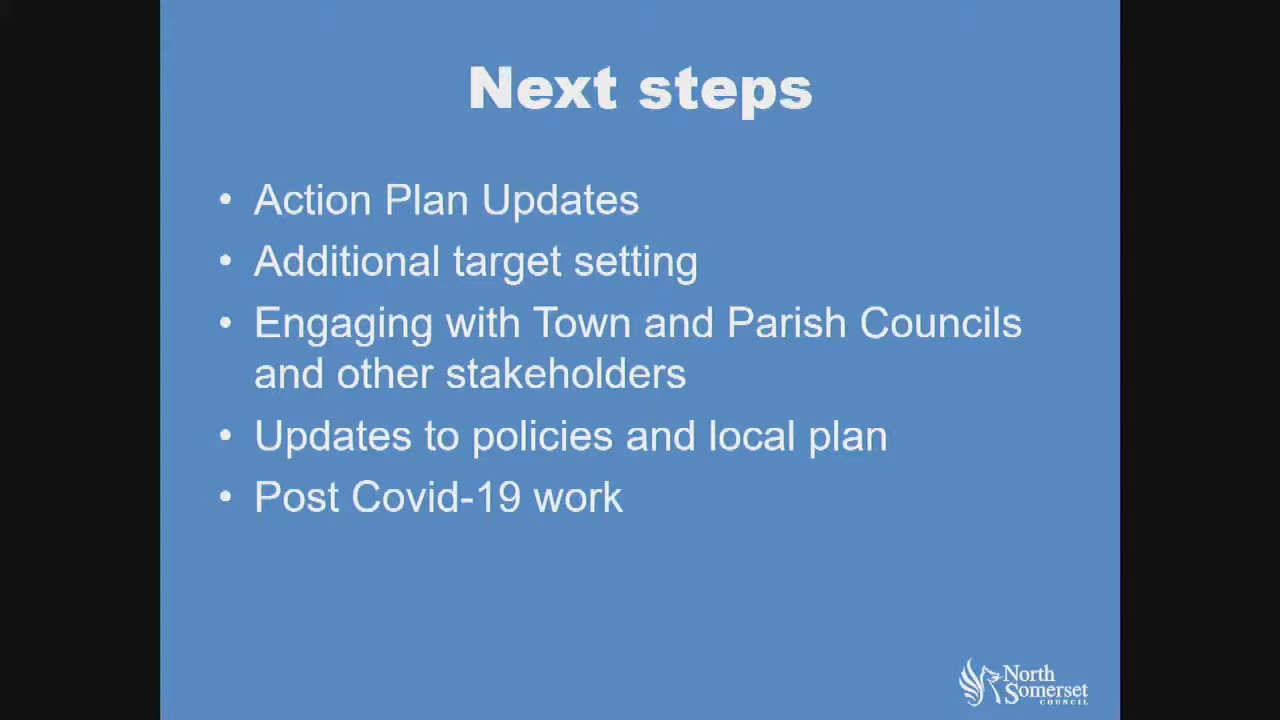 Next steps
• Action Plan Updates
• Additional target setting
• Engaging with Town and Parish Councils
and other stakeholders
• Updates to policies and local plan
• Post Covid-19 work
North
Somerset
COUNCIL